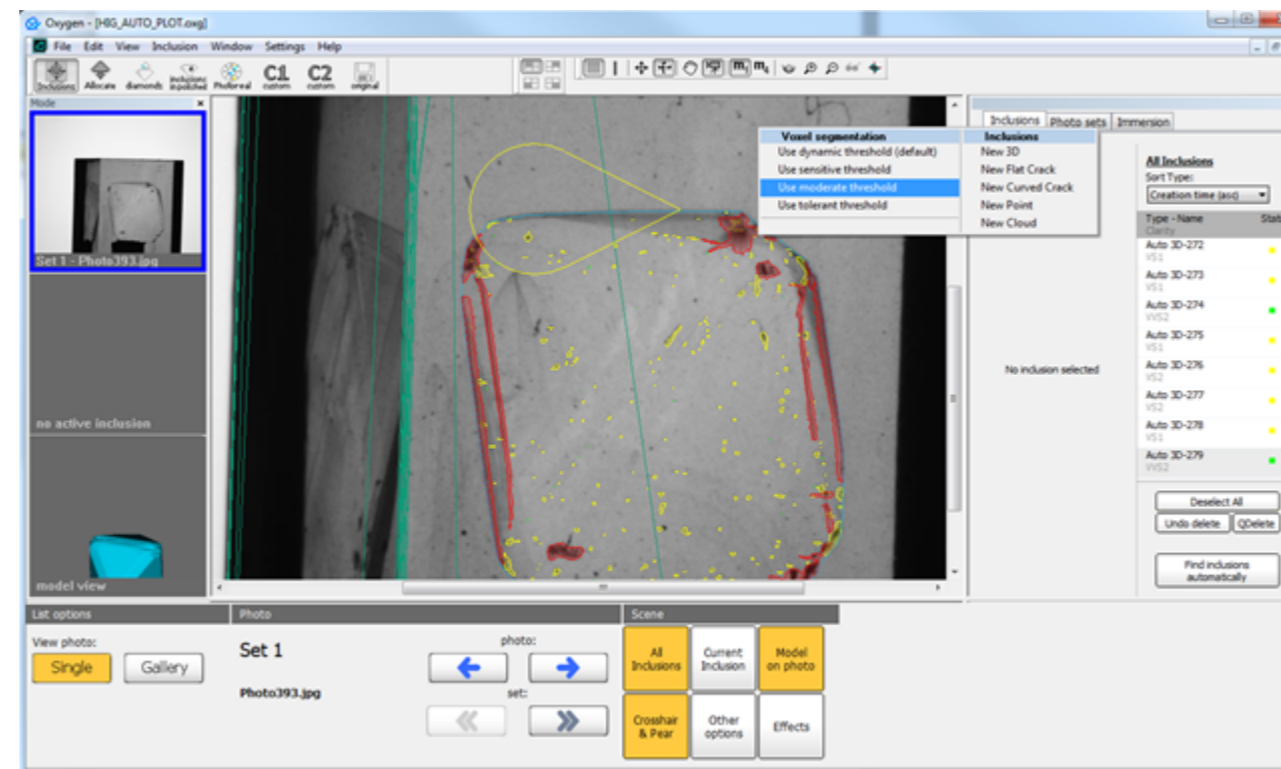 Oxygen - [HIG_AUTO_PLOT.oxg]
File Edit View Inclusion Window Settings Help
Inclusions Allocate diamonds Photoreal C1 custom C2 custom original
m₁ m₄
Mode
Set 1 - Photo393.jpg
no active inclusion
model view
Voxel segmentation
Use dynamic threshold (default)
Use sensitive threshold
Use moderate threshold
Use tolerant threshold
Inclusions
New 3D
New Flat Crack
New Curved Crack
New Point
New Cloud
Inclusions Photo sets Immersion
No inclusion selected
All Inclusions
Sort Type:
Creation time (asc)
Type - Name
Clarity
Auto 3D-272
VS1
Auto 3D-273
VS1
Auto 3D-274
VVS2
Auto 3D-275
VS1
Auto 3D-276
VS2
Auto 3D-277
VS2
Auto 3D-278
VS1
Auto 3D-279
VVS2
Deselect All
Undo delete QDelete
Find inclusions
automatically
List options
View photo:
Single Gallery
Photo
Set 1
Photo393.jpg
photo:
set:
Scene
All
Inclusions
Current
Inclusion
Model
on photo
Crosshair
& Pear
Other
options
Effects